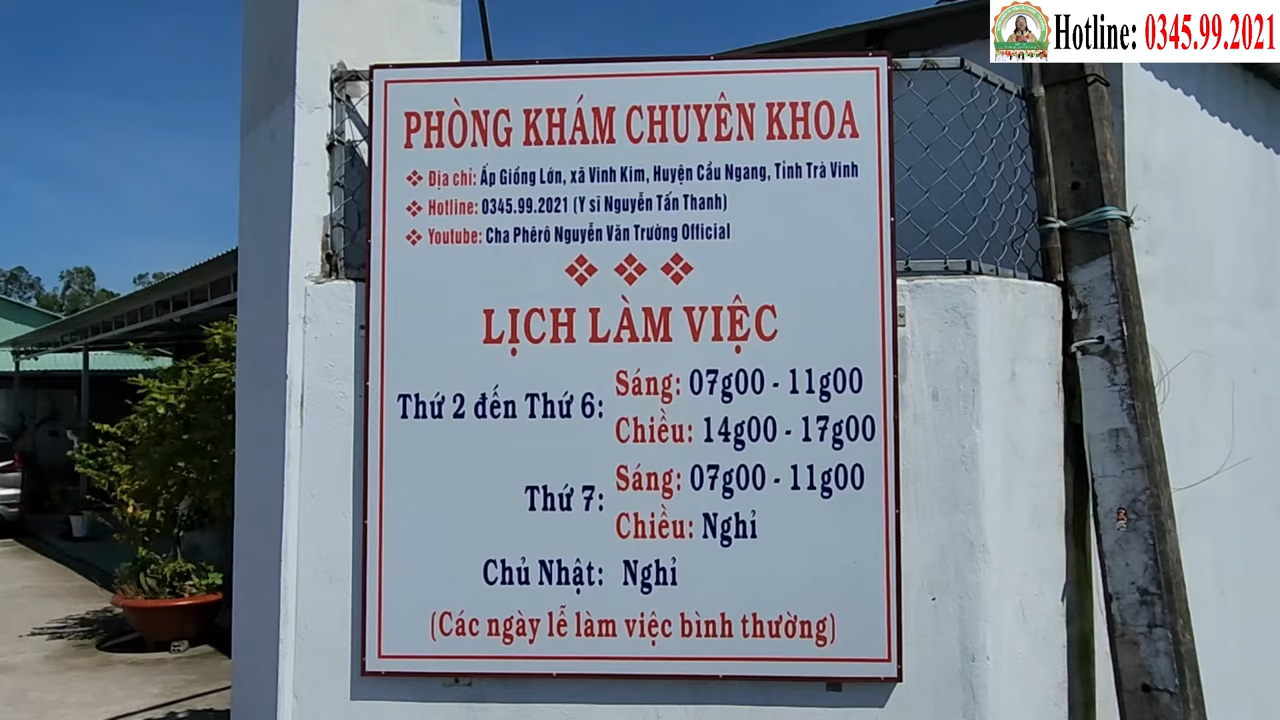 Hotline: 0345.99.2021
PHÒNG KHÁM CHUYÊN KHOA
Địa chỉ: Ấp Giồng Lớn, xã Vinh Kim, Huyện Cầu Ngang, Tỉnh Trà Vinh
Hotline: 0345.99.2021 (Y sĩ Nguyễn Tấn Thanh)
Youtube: Cha Phêrô Nguyễn Văn Trường Official
LỊCH LÀM VIỆC
Thứ 2 đến Thứ 6: Sáng: 07g00 - 11g00
Chiều: 14g00 - 17g00
Thứ 7: Sáng: 07g00 - 11g00
Chiều: Nghỉ
Chủ Nhật: Nghỉ
(Các ngày lễ làm việc bình thường)